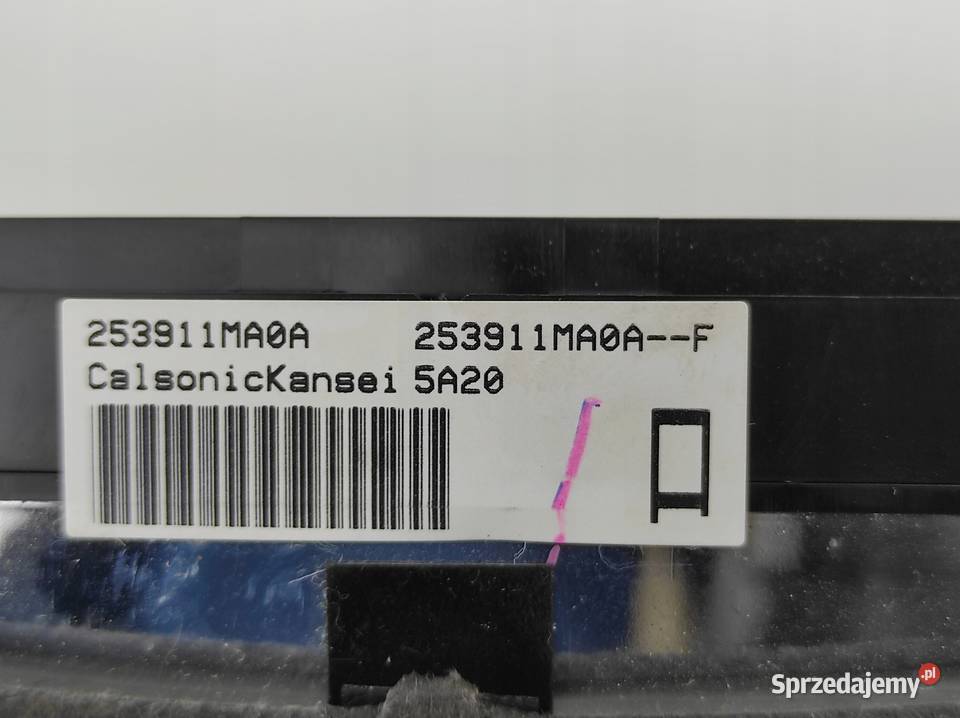 253911MA0A 253911MA0A--F
CalsonicKansei 5A20
A
Sprzedajemy.pl